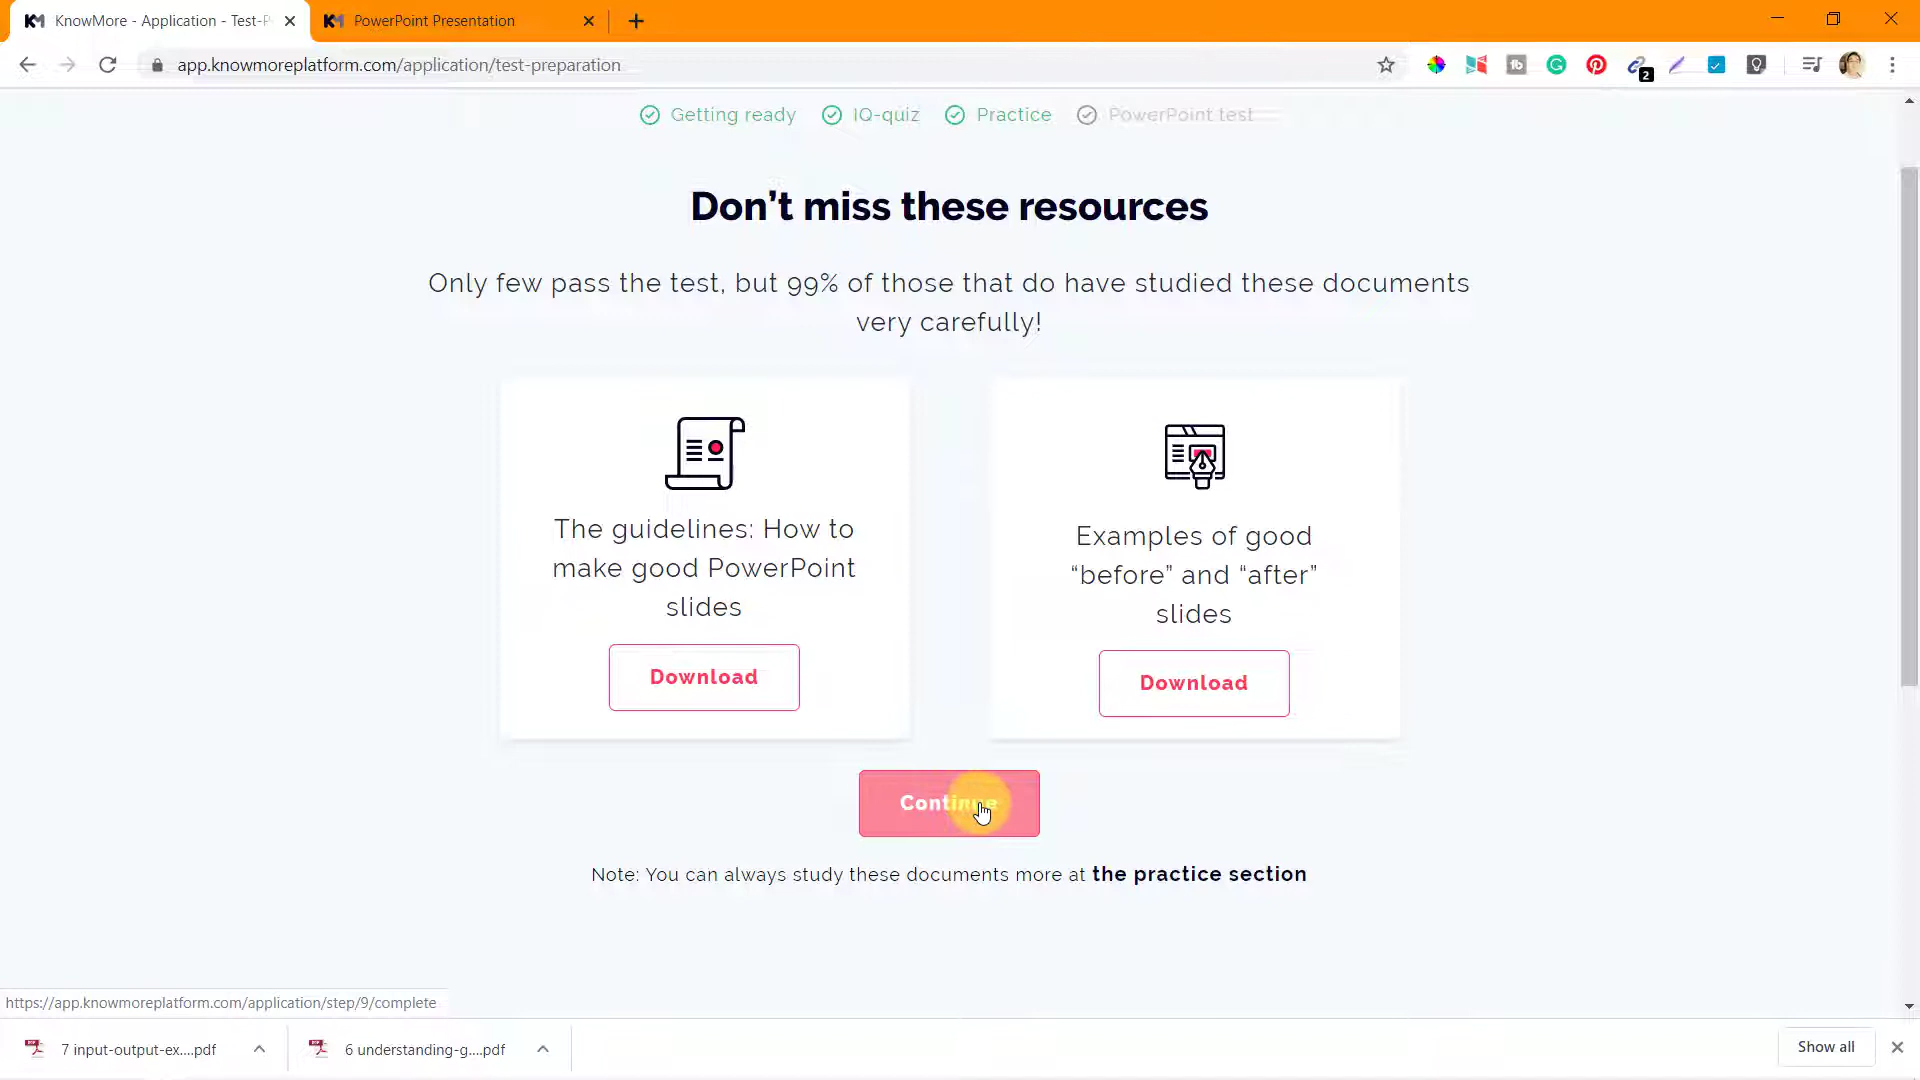 KnowMore - Application - Test-P
PowerPoint Presentation
app.knowmoreplatform.com/application/test-preparation
2
Getting ready
IQ-quiz
Practice
PowerPoint test
Don’t miss these resources
Only few pass the test, but 99% of those that do have studied these documents
very carefully!
The guidelines: How to
make good PowerPoint
slides
Download
Examples of good
“before” and “after”
slides
Download
Continue
Note: You can always study these documents more at the practice section
https://app.knowmoreplatform.com/application/step/9/complete
7 input-output-ex....pdf
6 understanding-g....pdf
Show all